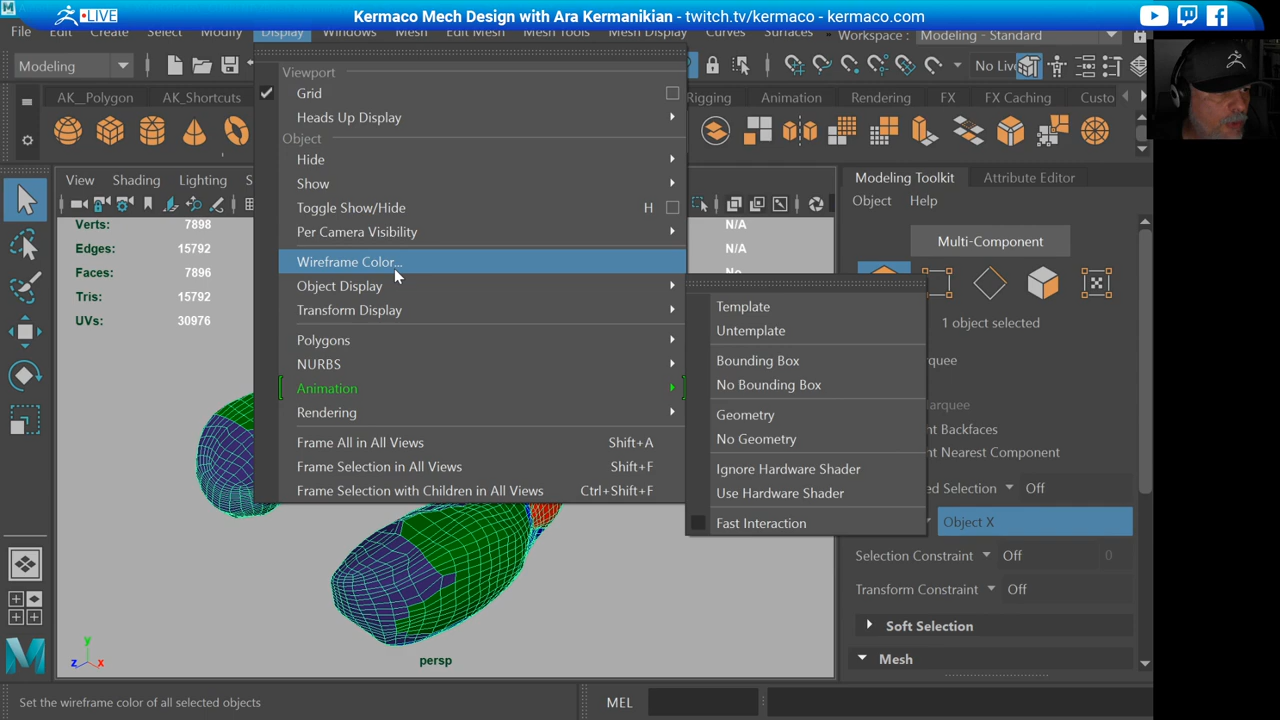 LIVE
Kermaco Mech Design with Ara Kermanikian - twitch.tv/kermaco - kermaco.com
File Edit Create Select Modify Display Windows Mesh Edit Mesh Mesh Tools Mesh Display Curves Surfaces Workspace : Modeling - Standard
Modeling
No Live
AK__Polygon AK_Shortcuts Rigging Animation Rendering FX FX Caching Custo
View Shading Lighting S
Viewport
Grid
Heads Up Display
Object
Hide
Show
Toggle Show/Hide H
Per Camera Visibility
Wireframe Color...
Object Display
Transform Display
Polygons
NURBS
Animation
Rendering
Frame All in All Views Shift+A
Frame Selection in All Views Shift+F
Frame Selection with Children in All Views Ctrl+Shift+F
Template
Untemplate
Bounding Box
No Bounding Box
Geometry
No Geometry
Ignore Hardware Shader
Use Hardware Shader
Fast Interaction
Verts: 7898
Edges: 15792
Faces: 7896
Tris: 15792
UVs: 30976
N/A
N/A
No
Modeling Toolkit Attribute Editor
Object Help
Multi-Component
1 object selected
Backfaces
Nearest Component
Selection Off
Object X
Selection Constraint Off 0
Transform Constraint Off
Soft Selection
Mesh
y
z x
persp
Set the wireframe color of all selected objects
MEL